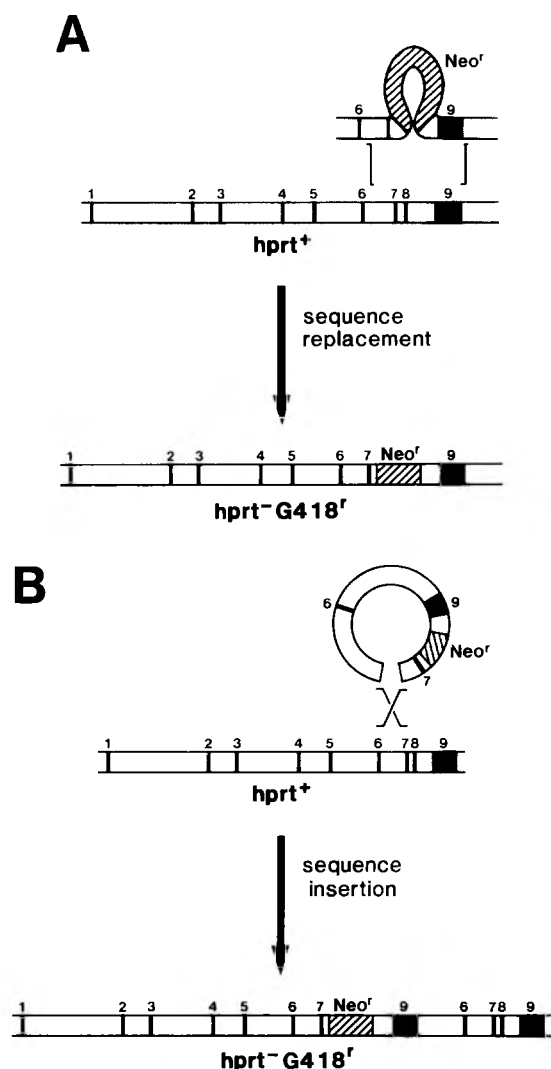 A
Neoʳ
6 9
1 2 3 4 5 6 7 8 9
hprt⁺
sequence
replacement
1 2 3 4 5 6 7 Neoʳ 9
hprt⁻ G418ʳ
B
6 9
Neoʳ
7
1 2 3 4 5 6 7 8 9
hprt⁺
sequence
insertion
1 2 3 4 5 6 7 Neoʳ 9 6 7 8 9
hprt⁻ G418ʳ